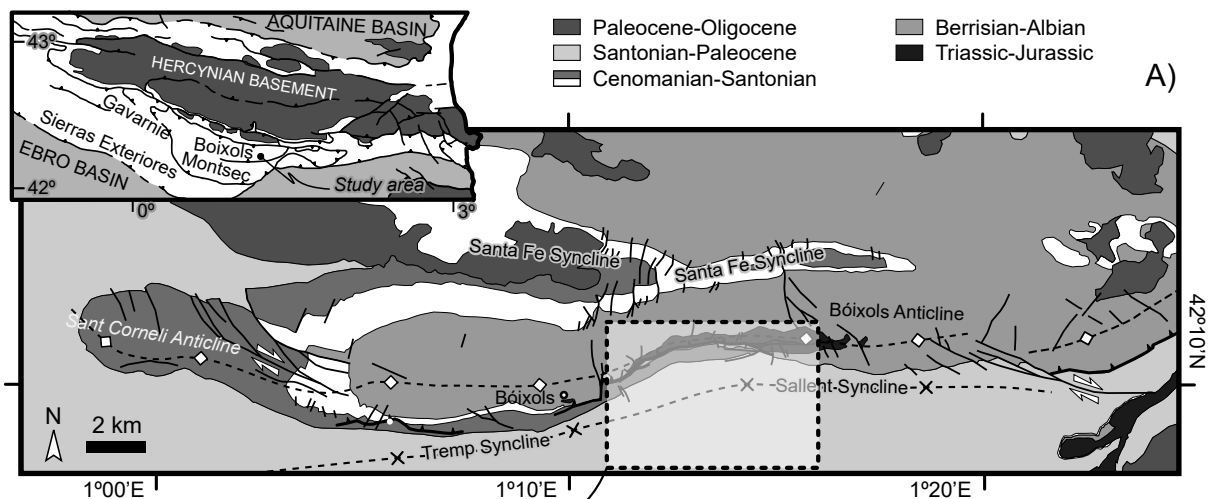 AQUITAINE BASIN
43º
HERCYNIAN BASEMENT
Gavarnie
Sierras Exteriores
Boixols
Montsec
EBRO BASIN
Study area
42º
0º
3º
Paleocene-Oligocene
Santonian-Paleocene
Cenomanian-Santonian
Berrisian-Albian
Triassic-Jurassic
A)
Santa Fe Syncline
Santa Fe Syncline
Sant Corneli Anticline
Bóixols Anticline
42º10'N
Bóixols
Sallent Syncline
Tremp Syncline
N
2 km
1º00'E
1º10'E
1º20'E